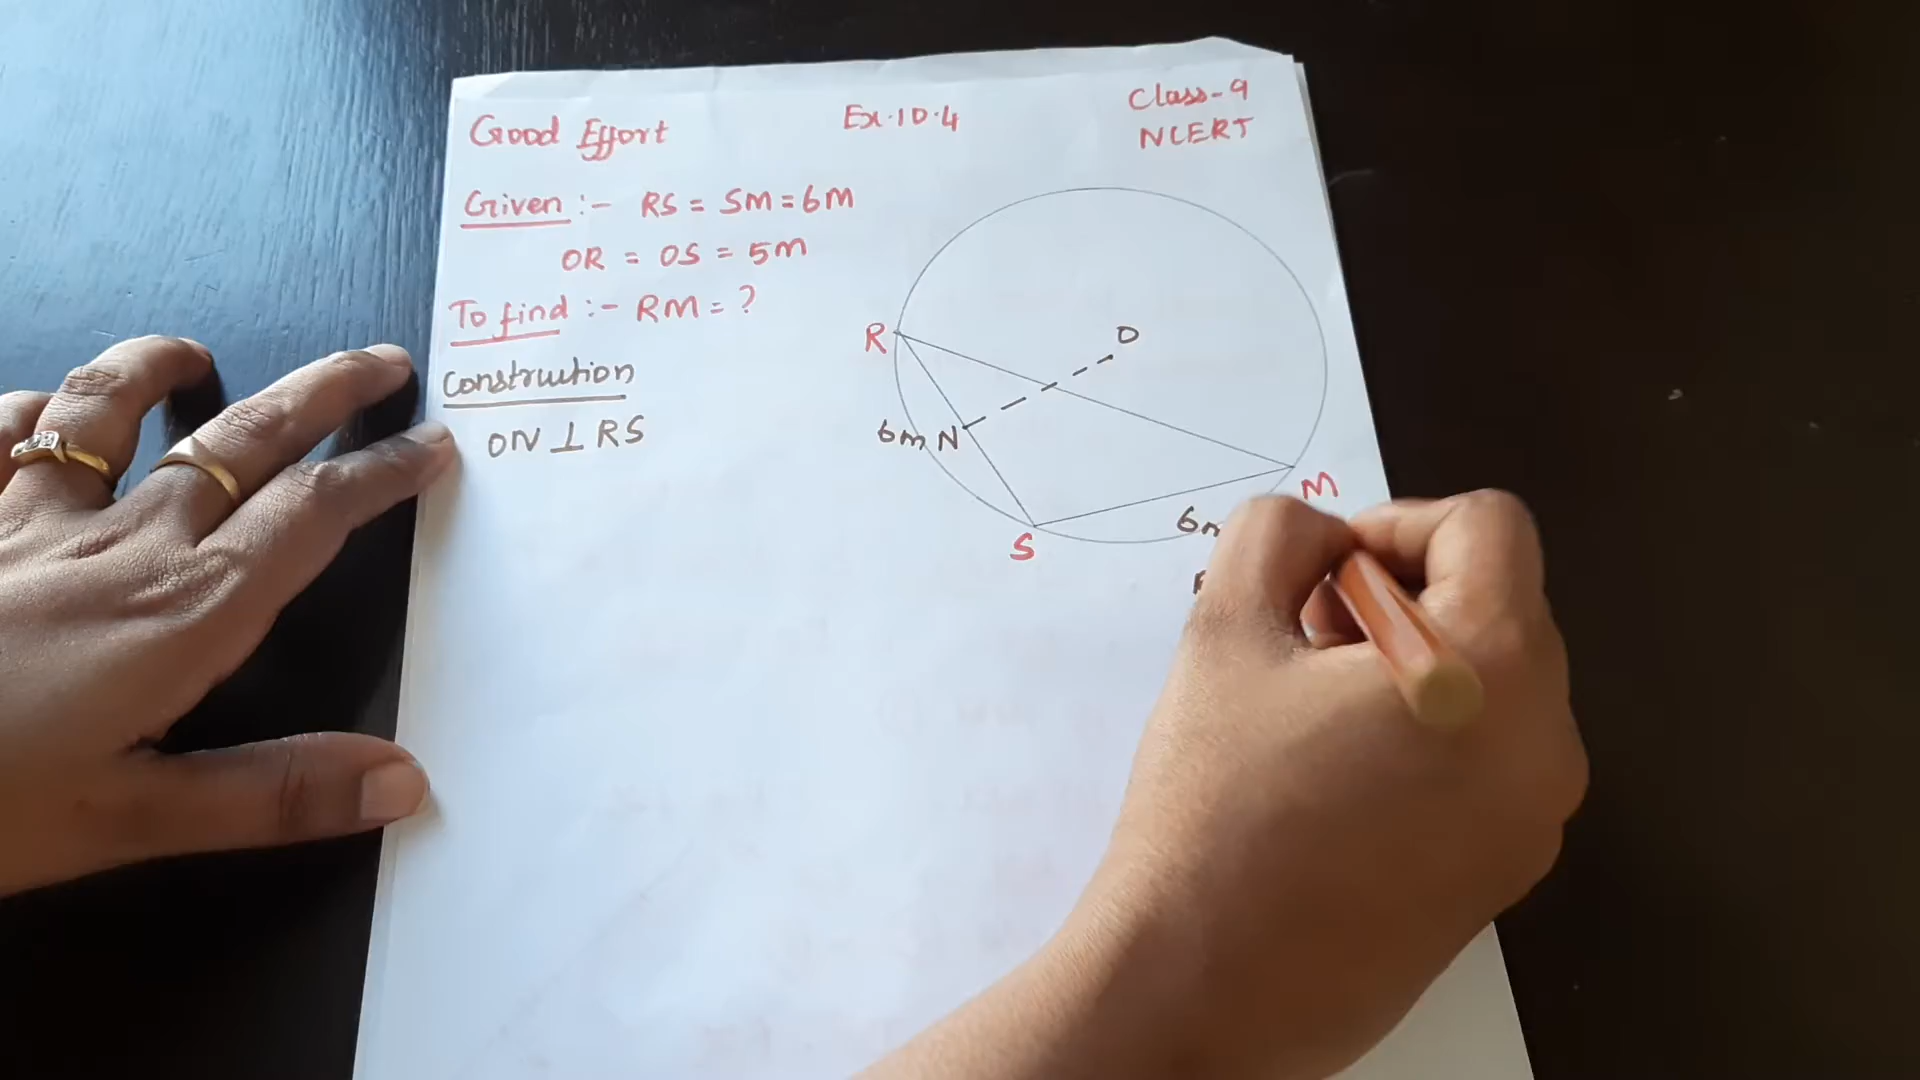 Good Effort
Ex.10.4
Class-9
NCERT
Given :- RS = SM = 6M
OR = OS = 5M
To find :- RM = ?
Construction
ON ⊥ RS
R
O
6m N
M
S